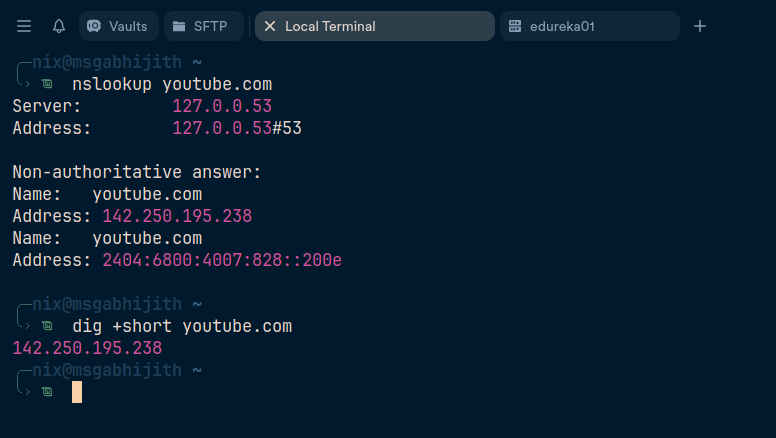 Vaults SFTP Local Terminal edureka01
nix@msgabhijith ~
nslookup youtube.com
Server: 127.0.0.53
Address: 127.0.0.53#53
Non-authoritative answer:
Name: youtube.com
Address: 142.250.195.238
Name: youtube.com
Address: 2404:6800:4007:828::200e
nix@msgabhijith ~
dig +short youtube.com
142.250.195.238
nix@msgabhijith ~